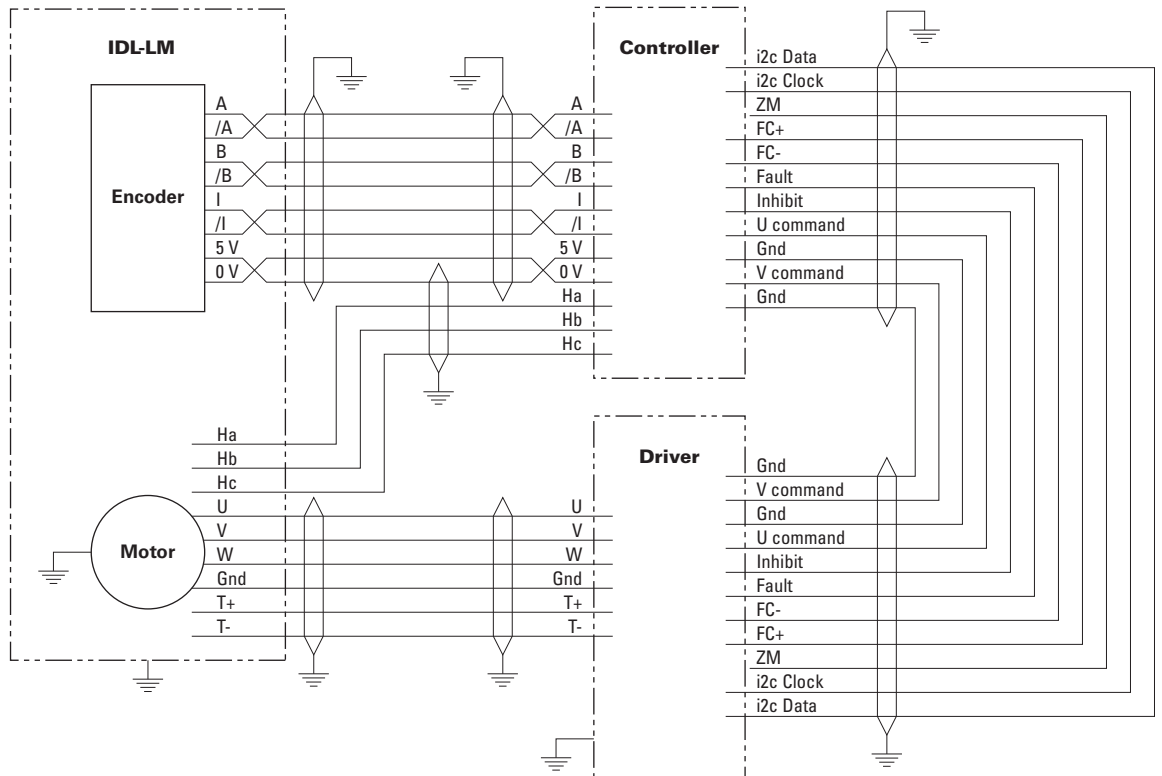 IDL-LM
Encoder
A
/A
B
/B
I
/I
5 V
0 V
A
/A
B
/B
I
/I
5 V
0 V
Ha
Hb
Hc
Controller
i2c Data
i2c Clock
ZM
FC+
FC-
Fault
Inhibit
U command
Gnd
V command
Gnd
Ha
Hb
Hc
U
V
W
Gnd
T+
T-
Motor
U
V
W
Gnd
T+
T-
Driver
Gnd
V command
Gnd
U command
Inhibit
Fault
FC-
FC+
ZM
i2c Clock
i2c Data